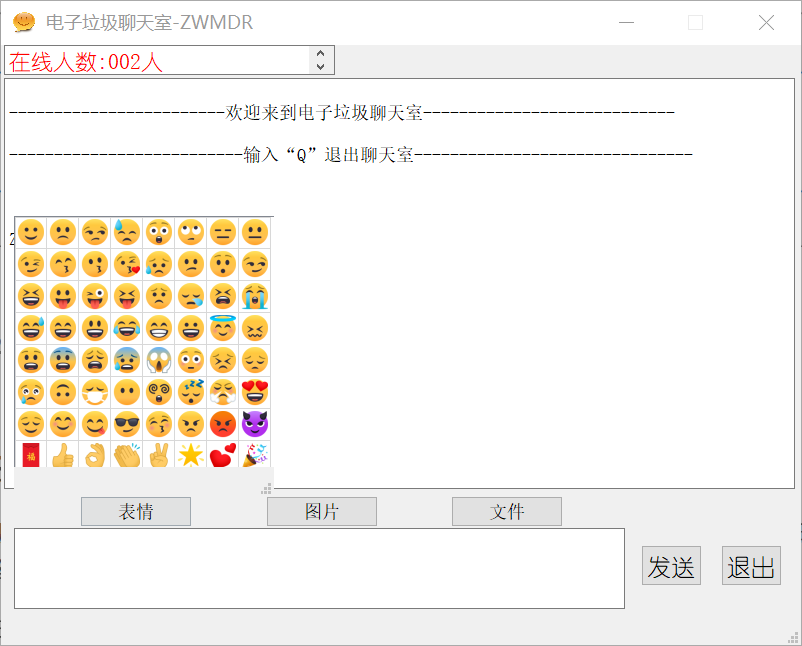 电子垃圾聊天室-ZWMDR
在线人数:002人
------------------------欢迎来到电子垃圾聊天室----------------------------
--------------------------输入“Q”退出聊天室-------------------------------
福
表情 图片 文件
发送 退出